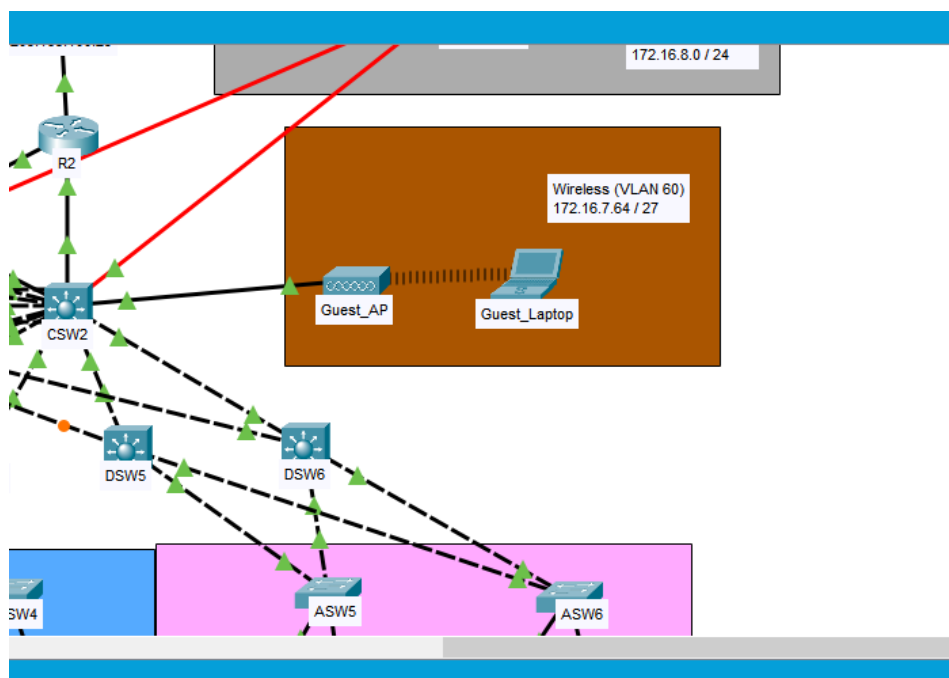 172.16.8.0 / 24
R2
Wireless (VLAN 60)
172.16.7.64 / 27
Guest_AP
Guest_Laptop
CSW2
DSW5
DSW6
SW4
ASW5
ASW6